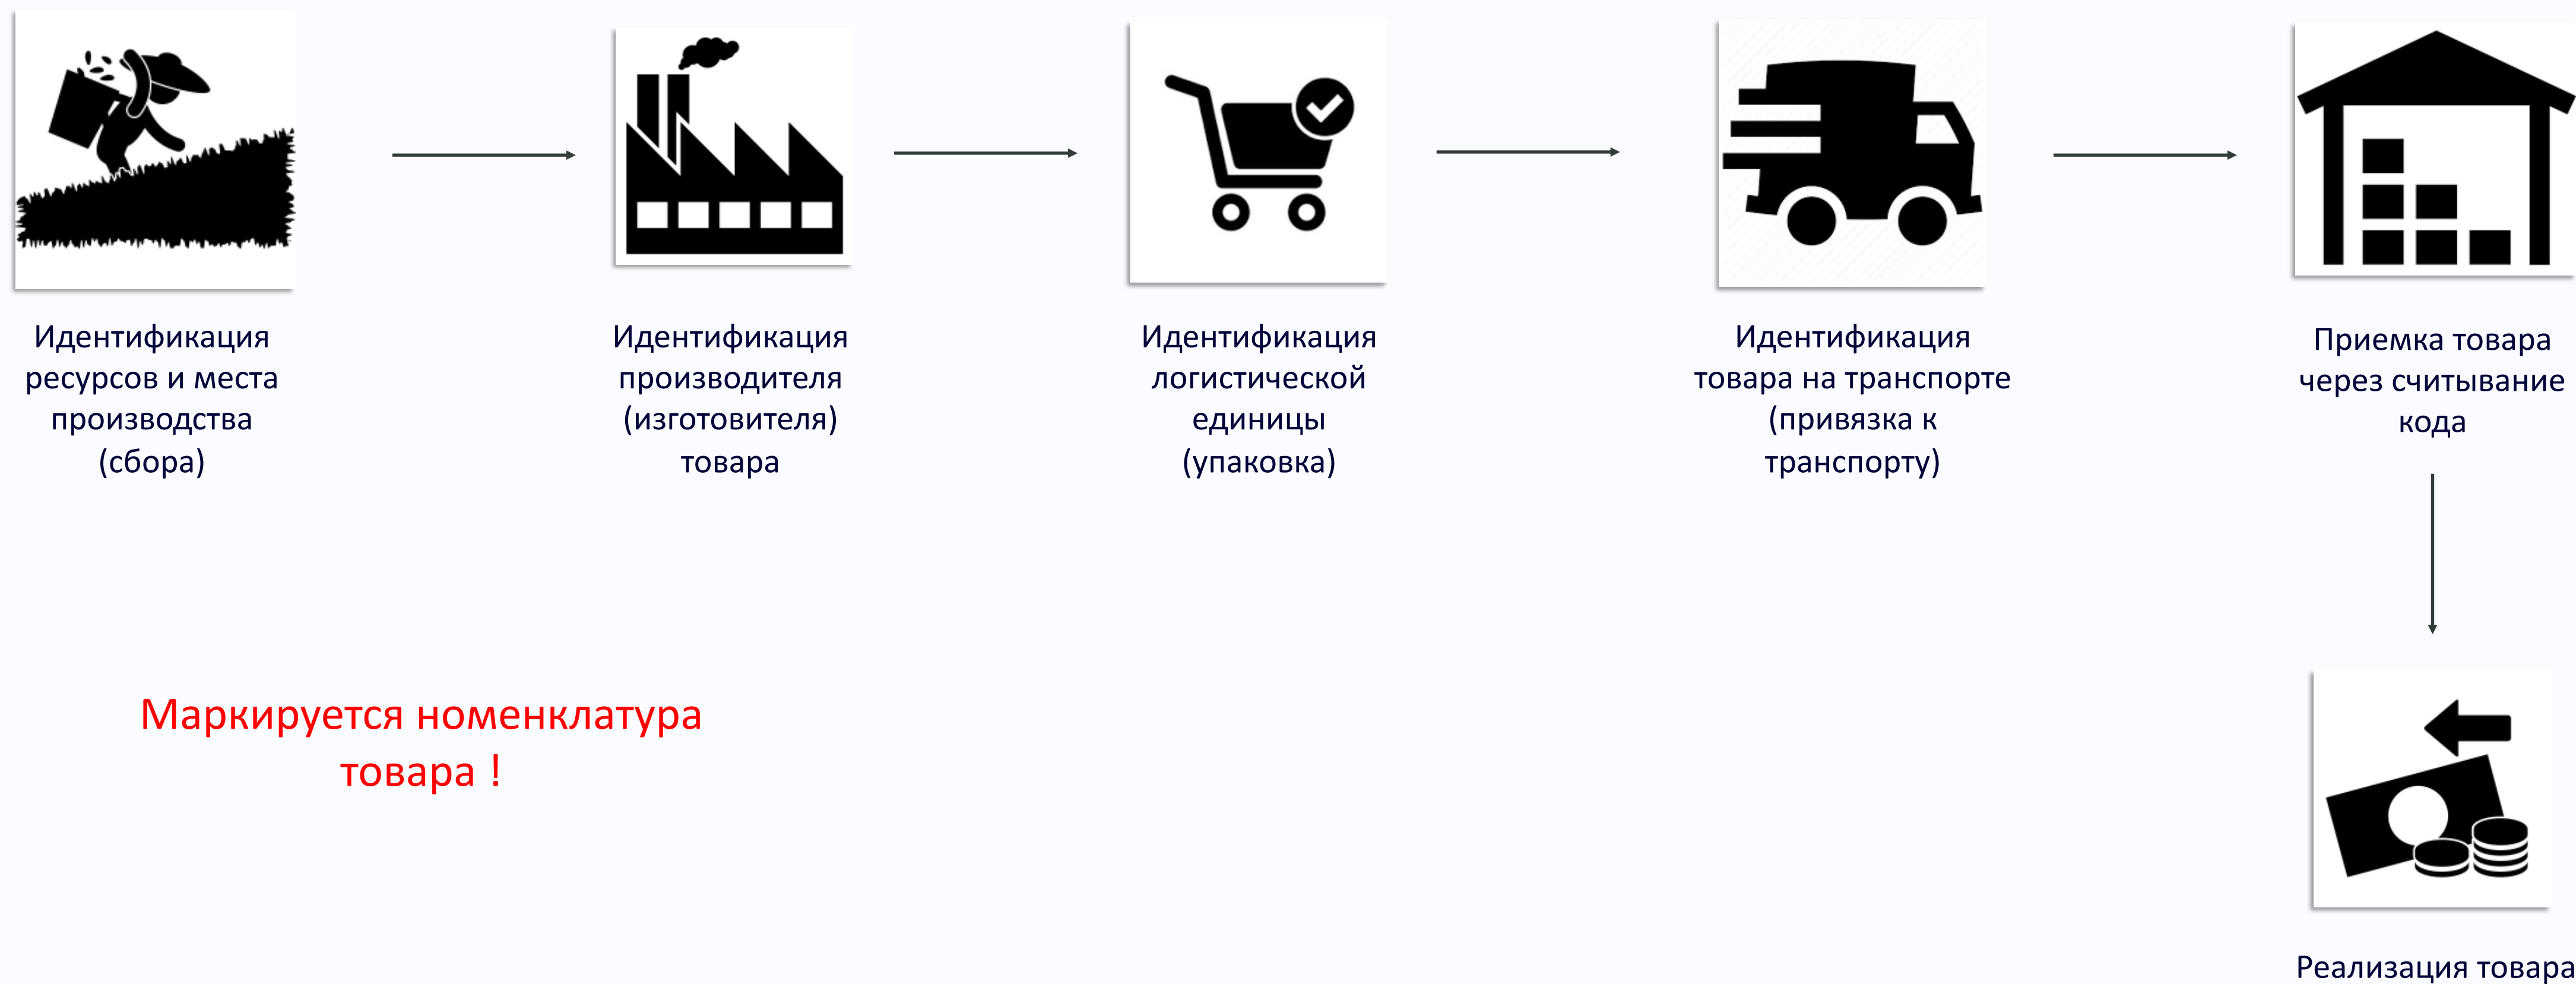 Идентификация
ресурсов и места
производства
(сбора)
Идентификация
производителя
(изготовителя)
товара
Идентификация
логистической
единицы
(упаковка)
Идентификация
товара на транспорте
(привязка к
транспорту)
Приемка товара
через считывание
кода
Маркируется номенклатура
товара !
Реализация товара